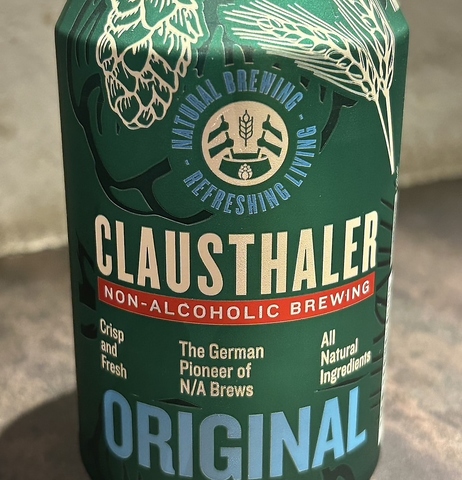 NATURAL BREWING -
REFRESHING LIVING -
CLAUSTHALER
NON-ALCOHOLIC BREWING
Crisp
and
Fresh
The German
Pioneer of
N/A Brews
All
Natural
Ingredients
ORIGINAL